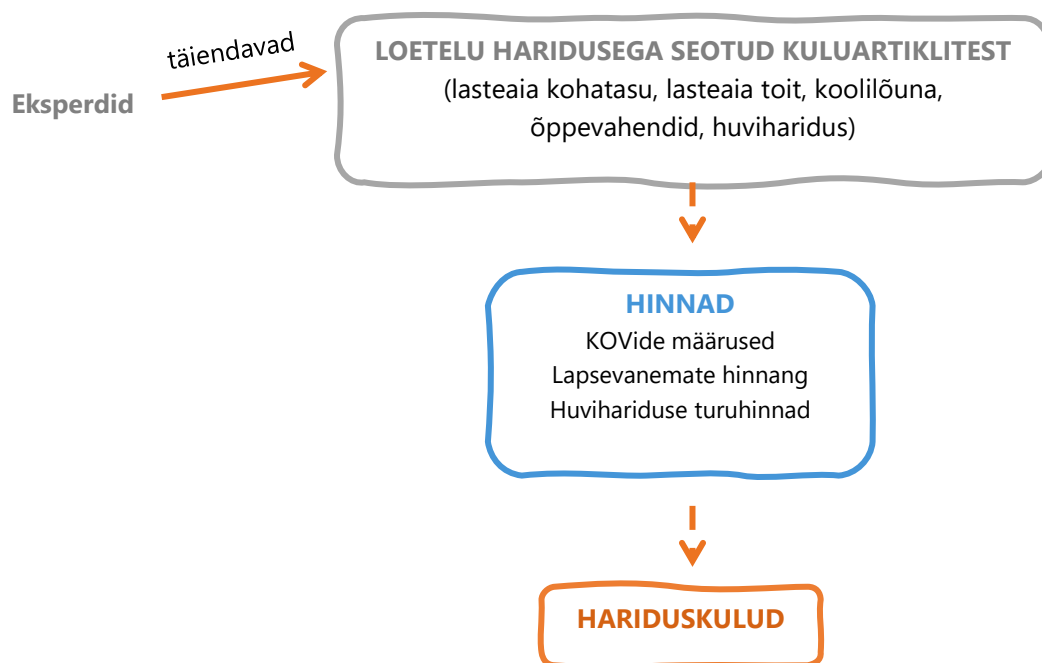 täiendavad
Eksperdid
LOETELU HARIDUSEGA SEOTUD KULUARTIKLITEST
(lasteaia kohatasu, lasteaia toit, koolilõuna,
õppevahendid, huviharidus)
HINNAD
KOVide määrused
Lapsevanemate hinnang
Huvihariduse turuhinnad
HARIDUSKULUD